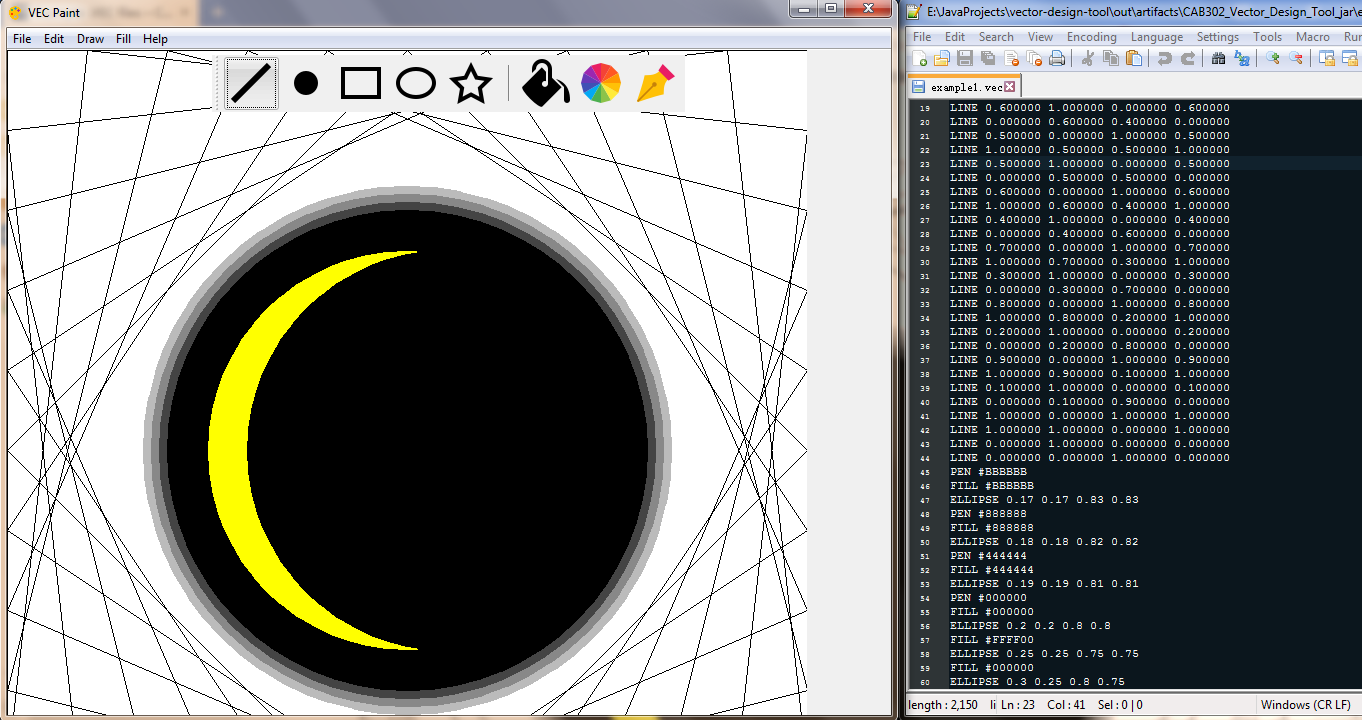 VEC Paint
File Edit Draw Fill Help
E:\JavaProjects\vector-design-tool\out\artifacts\CAB302_Vector_Design_Tool_jar\e
File Edit Search View Encoding Language Settings Tools Macro Run
example1.vec
19 LINE 0.600000 1.000000 0.000000 0.600000
20 LINE 0.000000 0.600000 0.400000 0.000000
21 LINE 0.500000 0.000000 1.000000 0.500000
22 LINE 1.000000 0.500000 0.500000 1.000000
23 LINE 0.500000 1.000000 0.000000 0.500000
24 LINE 0.000000 0.500000 0.500000 0.000000
25 LINE 0.600000 0.000000 1.000000 0.600000
26 LINE 1.000000 0.600000 0.400000 1.000000
27 LINE 0.400000 1.000000 0.000000 0.400000
28 LINE 0.000000 0.400000 0.600000 0.000000
29 LINE 0.700000 0.000000 1.000000 0.700000
30 LINE 1.000000 0.700000 0.300000 1.000000
31 LINE 0.300000 1.000000 0.000000 0.300000
32 LINE 0.000000 0.300000 0.700000 0.000000
33 LINE 0.800000 0.000000 1.000000 0.800000
34 LINE 1.000000 0.800000 0.200000 1.000000
35 LINE 0.200000 1.000000 0.000000 0.200000
36 LINE 0.000000 0.200000 0.800000 0.000000
37 LINE 0.900000 0.000000 1.000000 0.900000
38 LINE 1.000000 0.900000 0.100000 1.000000
39 LINE 0.100000 1.000000 0.000000 0.100000
40 LINE 0.000000 0.100000 0.900000 0.000000
41 LINE 1.000000 0.000000 1.000000 1.000000
42 LINE 1.000000 1.000000 0.000000 1.000000
43 LINE 0.000000 1.000000 0.000000 0.000000
44 LINE 0.000000 0.000000 1.000000 0.000000
45 PEN #BBBBBB
46 FILL #BBBBBB
47 ELLIPSE 0.17 0.17 0.83 0.83
48 PEN #888888
49 FILL #888888
50 ELLIPSE 0.18 0.18 0.82 0.82
51 PEN #444444
52 FILL #444444
53 ELLIPSE 0.19 0.19 0.81 0.81
54 PEN #000000
55 FILL #000000
56 ELLIPSE 0.2 0.2 0.8 0.8
57 FILL #FFFF00
58 ELLIPSE 0.25 0.25 0.75 0.75
59 FILL #000000
60 ELLIPSE 0.3 0.25 0.8 0.75
length : 2,150 li Ln : 23 Col : 41 Sel : 0 | 0 Windows (CR LF)